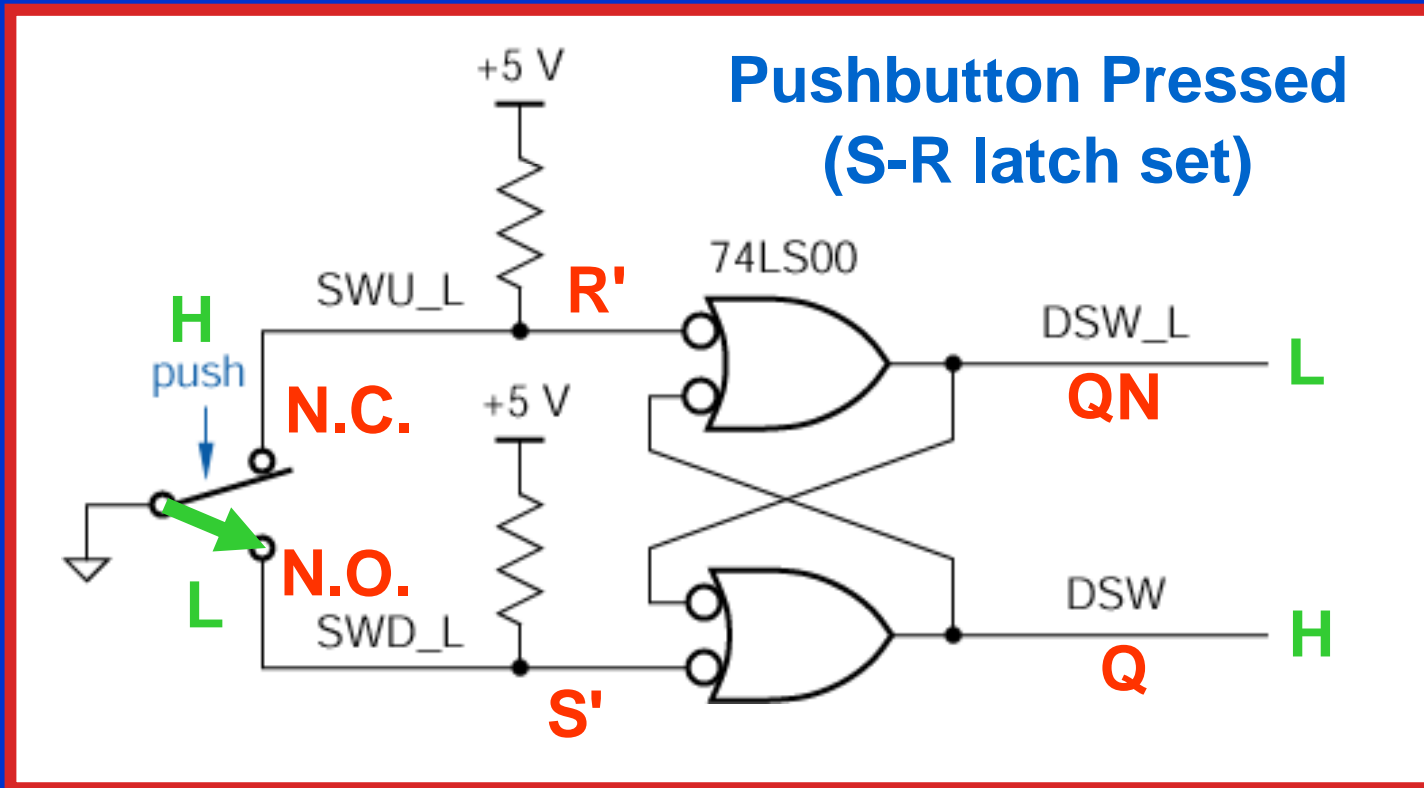 Pushbutton Pressed
(S-R latch set)
+5 V
74LS00
SWU_L
R'
H
push
DSW_L
L
QN
N.C.
+5 V
N.O.
L
SWD_L
S'
DSW
H
Q